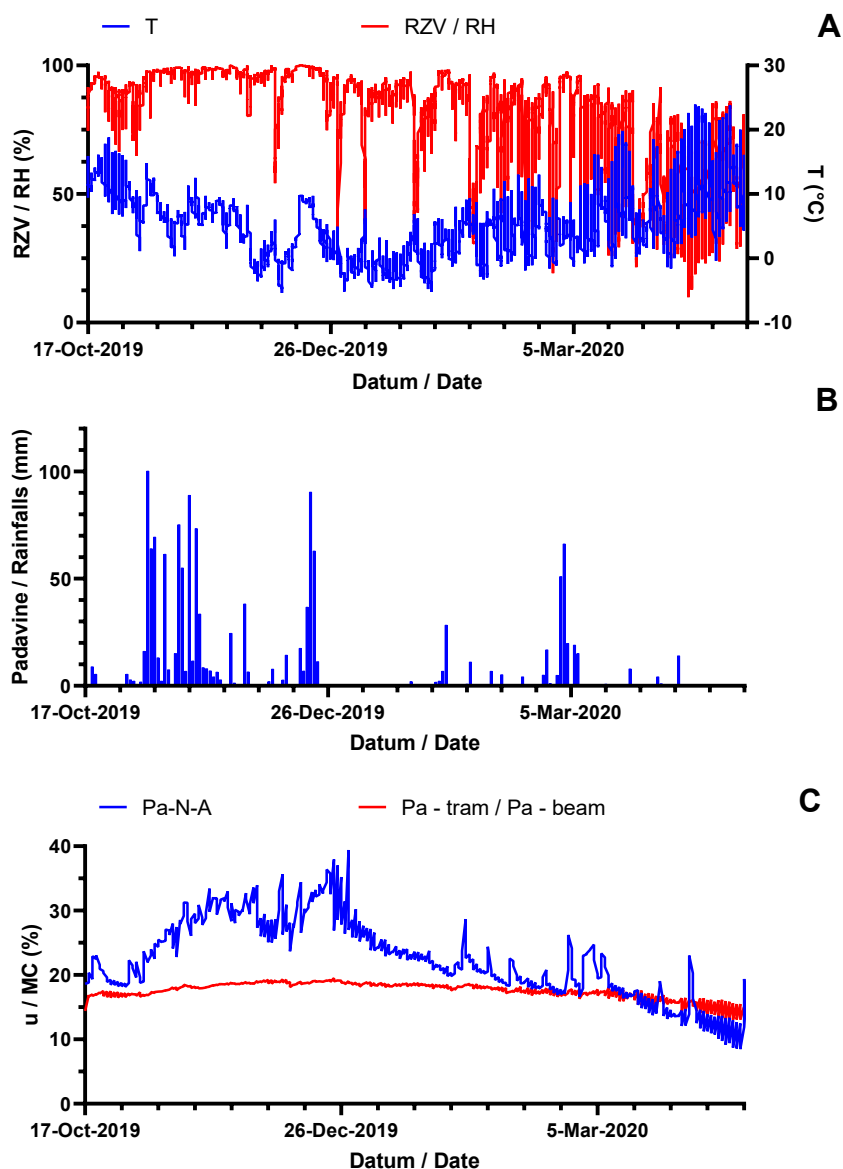 T RZV / RH A
100 30
RZV / RH (%) 50 20
10 T (°C)
0
0 -10
17-Oct-2019 26-Dec-2019 5-Mar-2020
Datum / Date
B
Padavine / Rainfalls (mm)
100
50
0
17-Oct-2019 26-Dec-2019 5-Mar-2020
Datum / Date
Pa-N-A Pa - tram / Pa - beam C
u / MC (%)
40
30
20
10
0
17-Oct-2019 26-Dec-2019 5-Mar-2020
Datum / Date